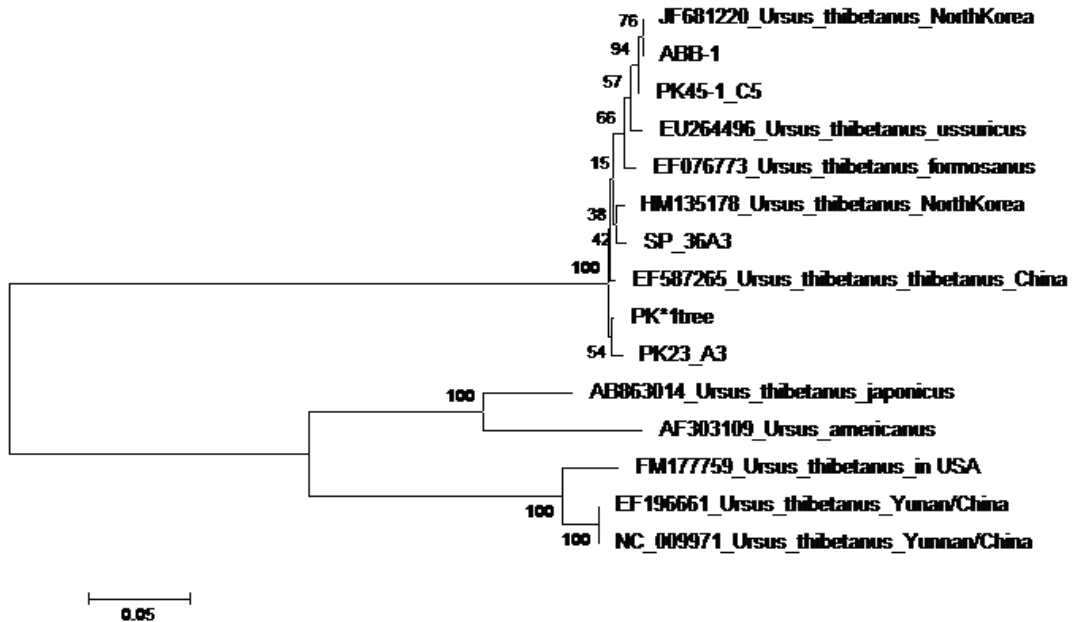 76 JF681220_Ursus_thibetanus_NorthKorea
94 ABB-1
57 PK45-1_C5
66 EU264496_Ursus_thibetanus_ussuricus
15 EF076773_Ursus_thibetanus_formosanus
38 HM135178_Ursus_thibetanus_NorthKorea
42 SP_36A3
100 EF587265_Ursus_thibetanus_thibetanus_China
PK*1tree
54 PK23_A3
100 AB863014_Ursus_thibetanus_japonicus
AF303109_Ursus_americanus
FM177759_Ursus_thibetanus_in USA
100 EF196661_Ursus_thibetanus_Yunan/China
100 NC_009971_Ursus_thibetanus_Yunnan/China
0.05